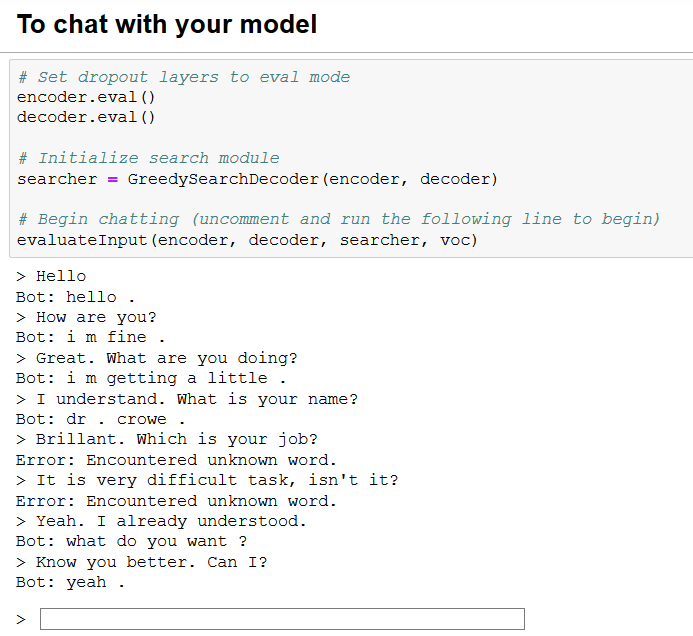 To chat with your model
# Set dropout layers to eval mode
encoder.eval()
decoder.eval()
# Initialize search module
searcher = GreedySearchDecoder(encoder, decoder)
# Begin chatting (uncomment and run the following line to begin)
evaluateInput(encoder, decoder, searcher, voc)
> Hello
Bot: hello .
> How are you?
Bot: i m fine .
> Great. What are you doing?
Bot: i m getting a little .
> I understand. What is your name?
Bot: dr . crowe .
> Brillant. Which is your job?
Error: Encountered unknown word.
> It is very difficult task, isn't it?
Error: Encountered unknown word.
> Yeah. I already understood.
Bot: what do you want ?
> Know you better. Can I?
Bot: yeah .
>